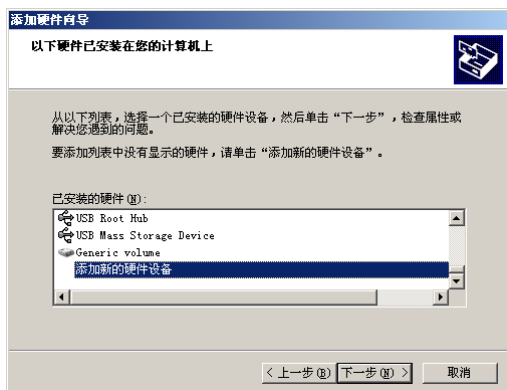 添加硬件向导
以下硬件已安装在您的计算机上
从以下列表，选择一个已安装的硬件设备，然后单击“下一步”，检查属性或
解决您遇到的问题。
要添加列表中没有显示的硬件，请单击“添加新的硬件设备”。
已安装的硬件(N):
USB Root Hub
USB Mass Storage Device
Generic volume
添加新的硬件设备
< 上一步(B) 下一步(N) > 取消